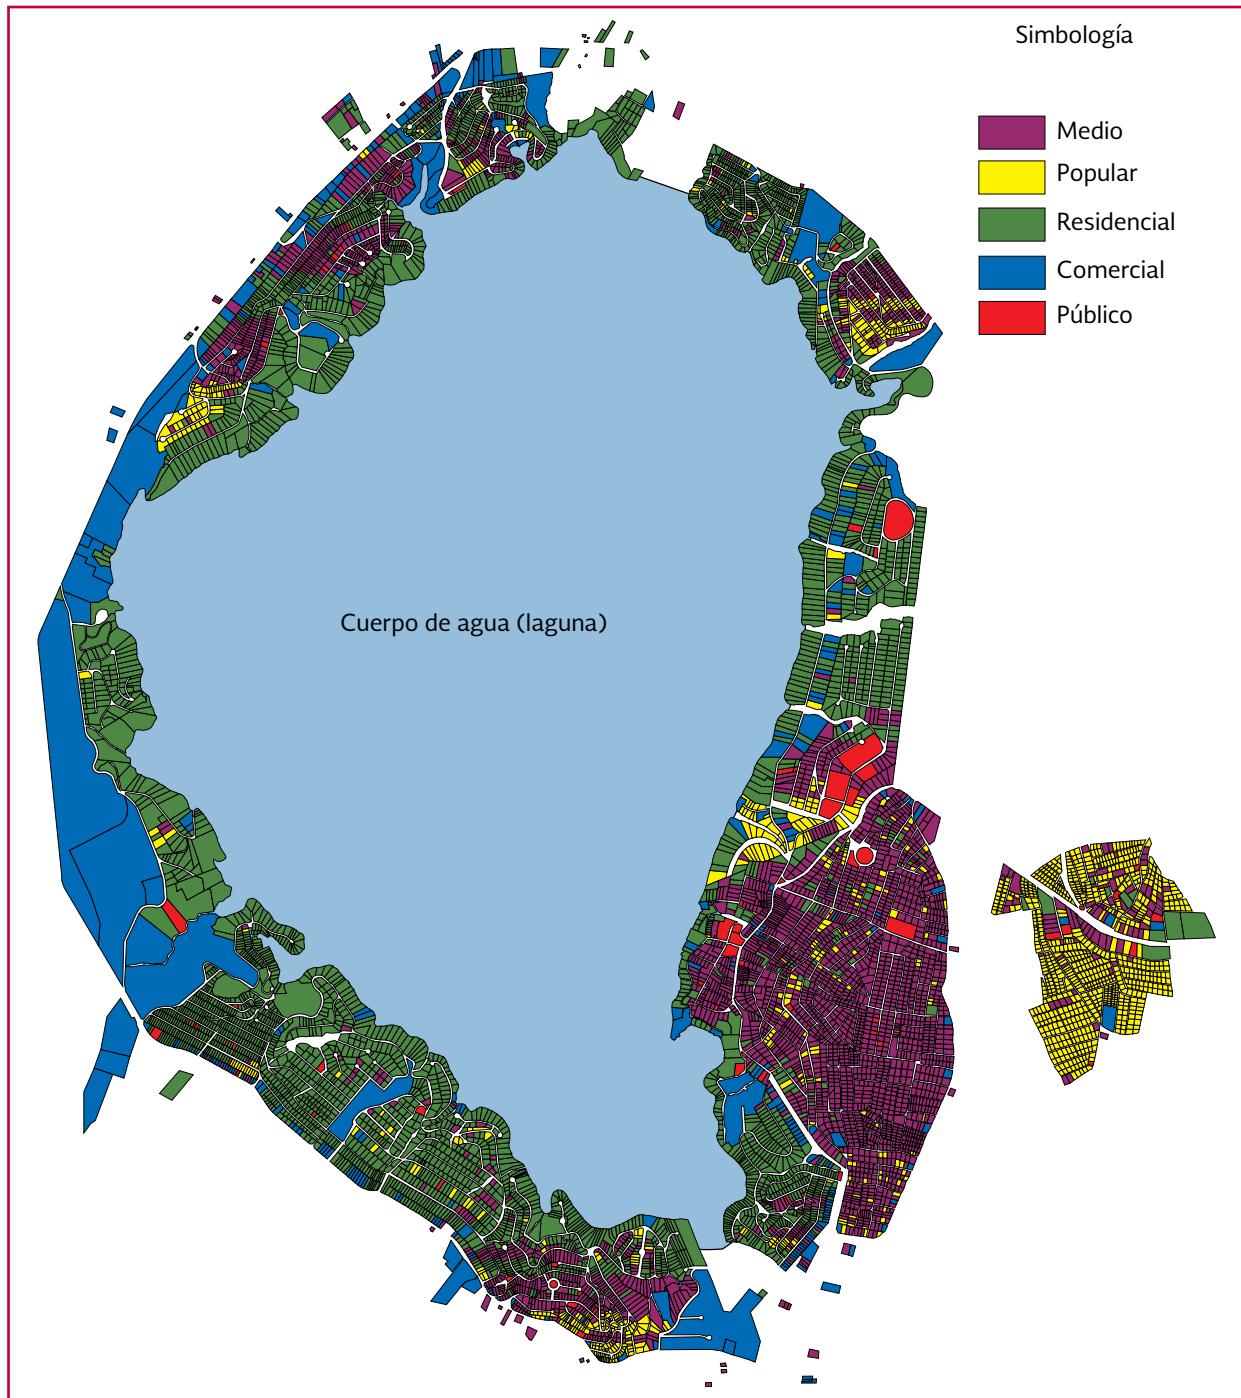 Simbología
Medio
Popular
Residencial
Comercial
Público
Cuerpo de agua (laguna)